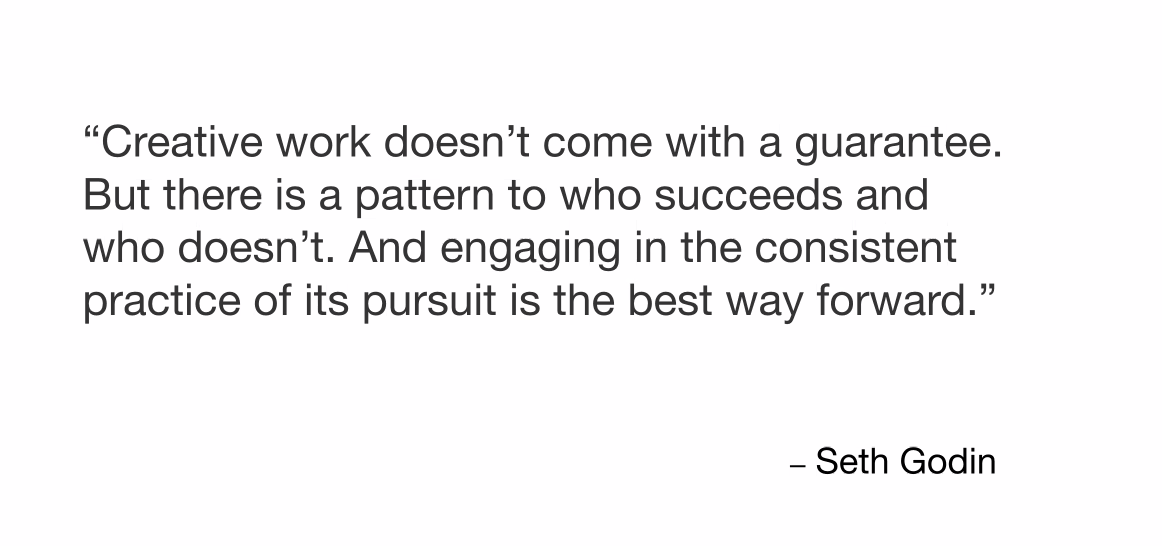 “Creative work doesn’t come with a guarantee.
But there is a pattern to who succeeds and
who doesn’t. And engaging in the consistent
practice of its pursuit is the best way forward.”
– Seth Godin